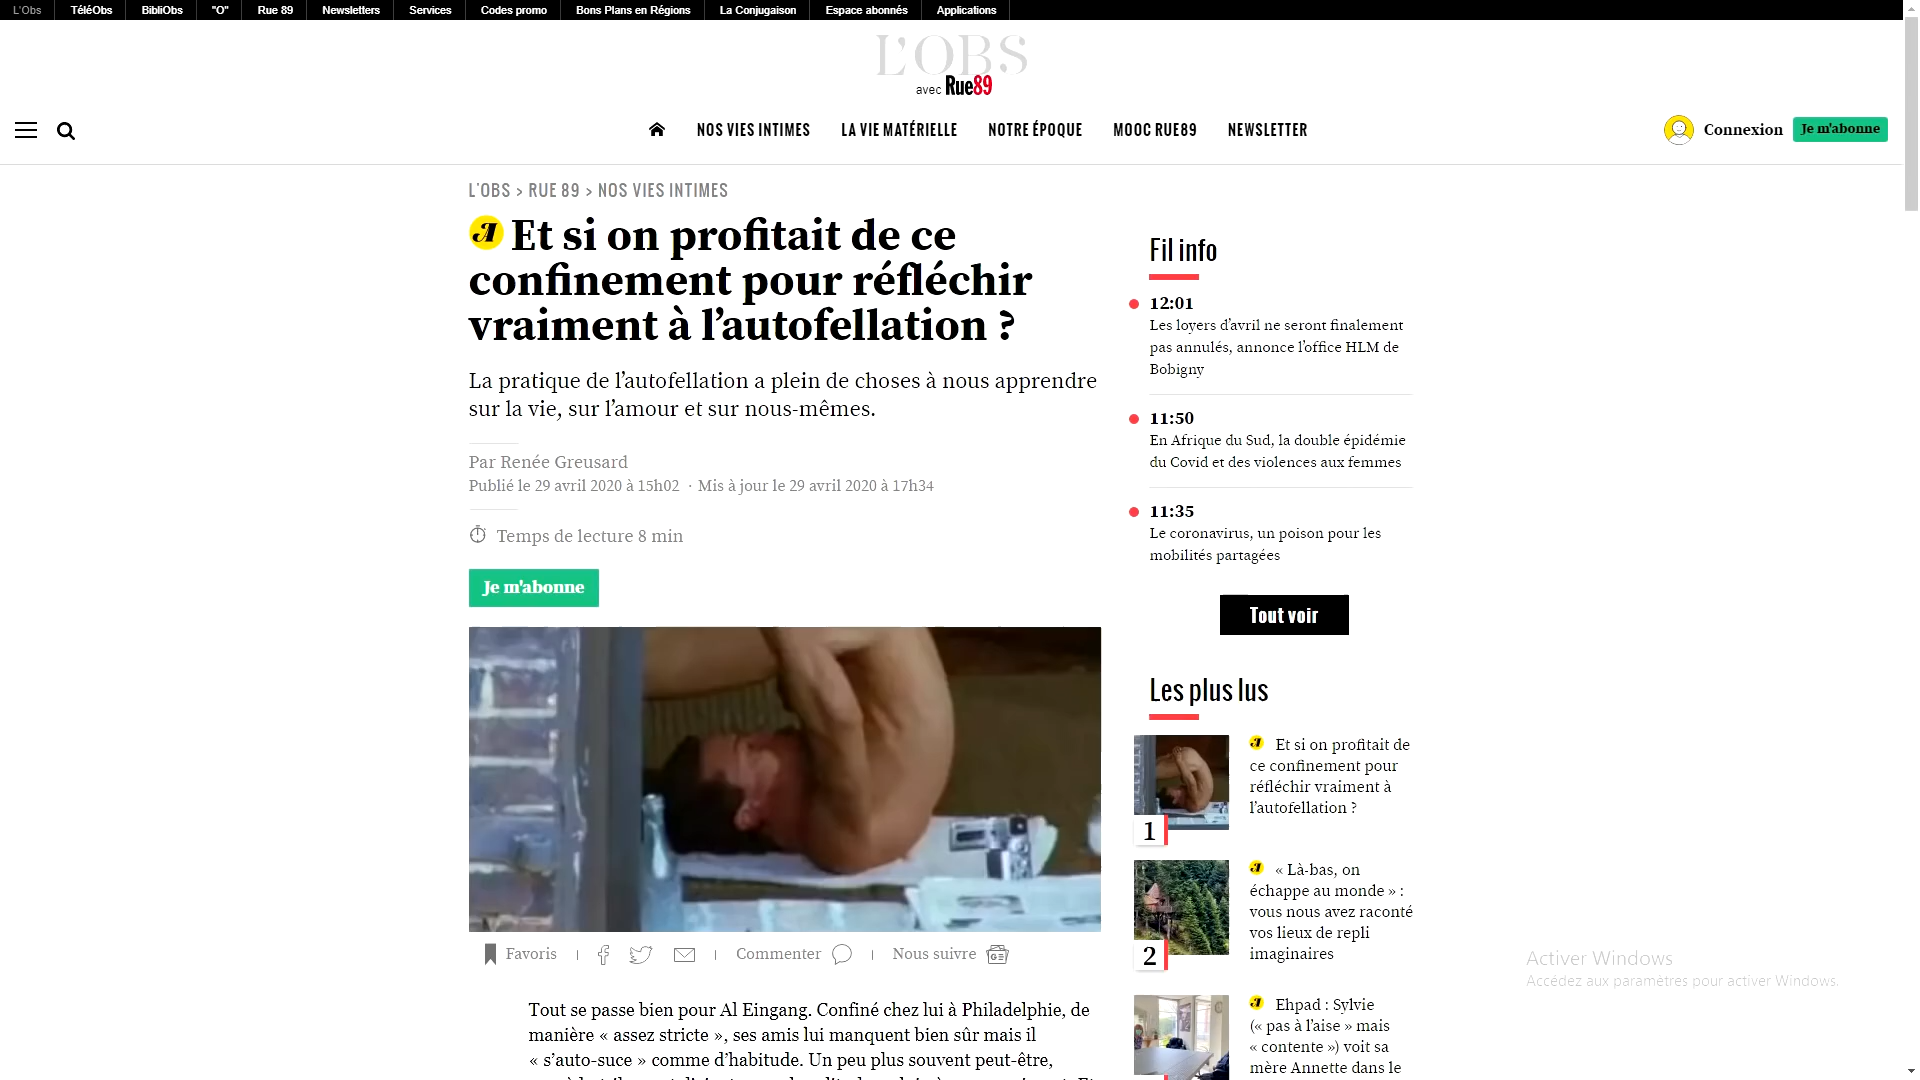 L'Obs
TéléObs
BibliObs
"O"
Rue 89
Newsletters
Services
Codes promo
Bons Plans en Régions
La Conjugaison
Espace abonnés
Applications
L'OBS
avec Rue89
NOS VIES INTIMES
LA VIE MATÉRIELLE
NOTRE ÉPOQUE
MOOC RUE89
NEWSLETTER
Connexion
Je m'abonne
L'OBS > RUE 89 > NOS VIES INTIMES
A Et si on profitait de ce
confinement pour réfléchir
vraiment à l'autofellation ?
La pratique de l'autofellation a plein de choses à nous apprendre
sur la vie, sur l'amour et sur nous-mêmes.
Par Renée Greusard
Publié le 29 avril 2020 à 15h02 · Mis à jour le 29 avril 2020 à 17h34
Temps de lecture 8 min
Je m'abonne
Favoris
Commenter
Nous suivre
Tout se passe bien pour Al Eingang. Confiné chez lui à Philadelphie, de
manière « assez stricte », ses amis lui manquent bien sûr mais il
« s'auto-suce » comme d'habitude. Un peu plus souvent peut-être,
Fil info
12:01
Les loyers d'avril ne seront finalement
pas annulés, annonce l'office HLM de
Bobigny
11:50
En Afrique du Sud, la double épidémie
du Covid et des violences aux femmes
11:35
Le coronavirus, un poison pour les
mobilités partagées
Tout voir
Les plus lus
1
A Et si on profitait de
ce confinement pour
réfléchir vraiment à
l'autofellation ?
2
A « Là-bas, on
échappe au monde » :
vous nous avez raconté
vos lieux de repli
imaginaires
A Ehpad : Sylvie
(« pas à l'aise » mais
« contente ») voit sa
mère Annette dans le
Activer Windows
Accédez aux paramètres pour activer Windows.